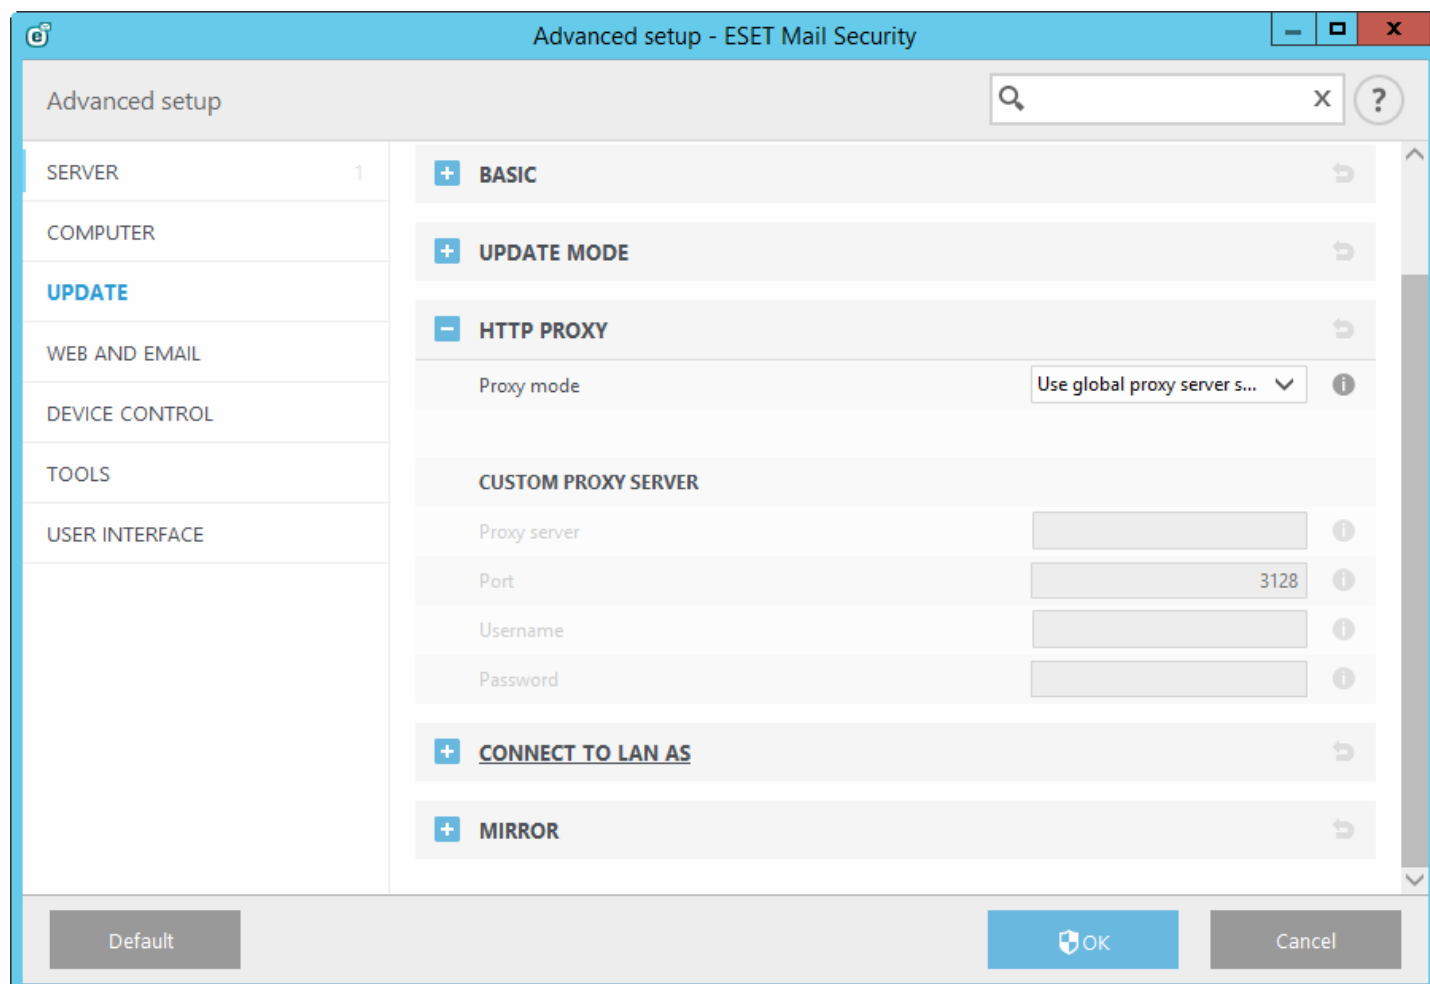 Advanced setup - ESET Mail Security
Advanced setup
SERVER 1
COMPUTER
UPDATE
WEB AND EMAIL
DEVICE CONTROL
TOOLS
USER INTERFACE
BASIC
UPDATE MODE
HTTP PROXY
Proxy mode Use global proxy server s...
CUSTOM PROXY SERVER
Proxy server
Port 3128
Username
Password
CONNECT TO LAN AS
MIRROR
Default OK Cancel